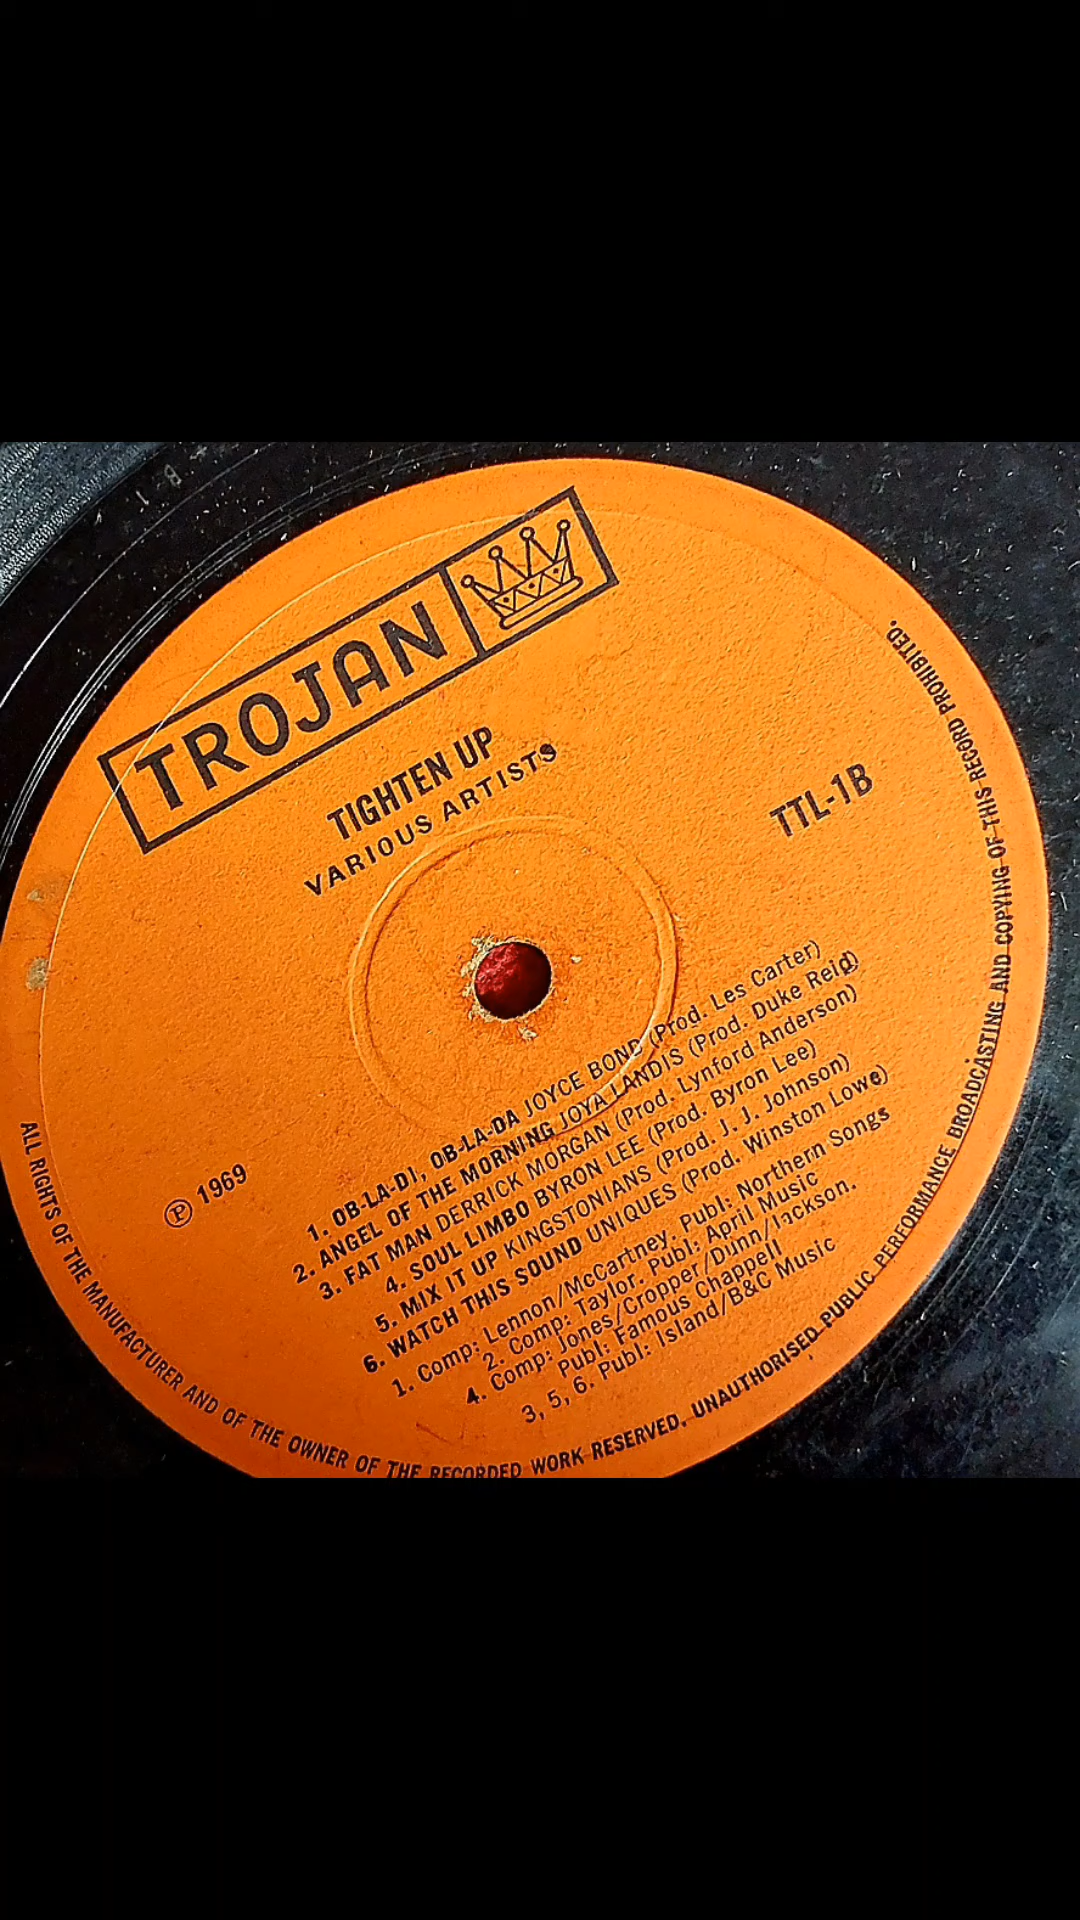 TROJAN
TIGHTEN UP
VARIOUS ARTISTS
TTL-1B
℗ 1969
1. OB-LA-DI, OB-LA-DA JOYCE BOND (Prod. Les Carter)
2. ANGEL OF THE MORNING JOYA LANDIS (Prod. Duke Reid)
3. FAT MAN DERRICK MORGAN (Prod. Lynford Anderson)
4. SOUL LIMBO BYRON LEE (Prod. Byron Lee)
5. MIX IT UP KINGSTONIANS (Prod. J. J. Johnson)
6. WATCH THIS SOUND UNIQUES (Prod. Winston Lowe)
1. Comp: Lennon/McCartney. Publ: Northern Songs
2. Comp: Taylor. Publ: April Music
4. Comp: Jones/Cropper/Dunn/Jackson.
Publ: Famous Chappell
3, 5, 6. Publ: Island/B&C Music
ALL RIGHTS OF THE MANUFACTURER AND OF THE OWNER OF THE RECORDED WORK RESERVED. UNAUTHORISED PUBLIC PERFORMANCE BROADCASTING AND COPYING OF THIS RECORD PROHIBITED.